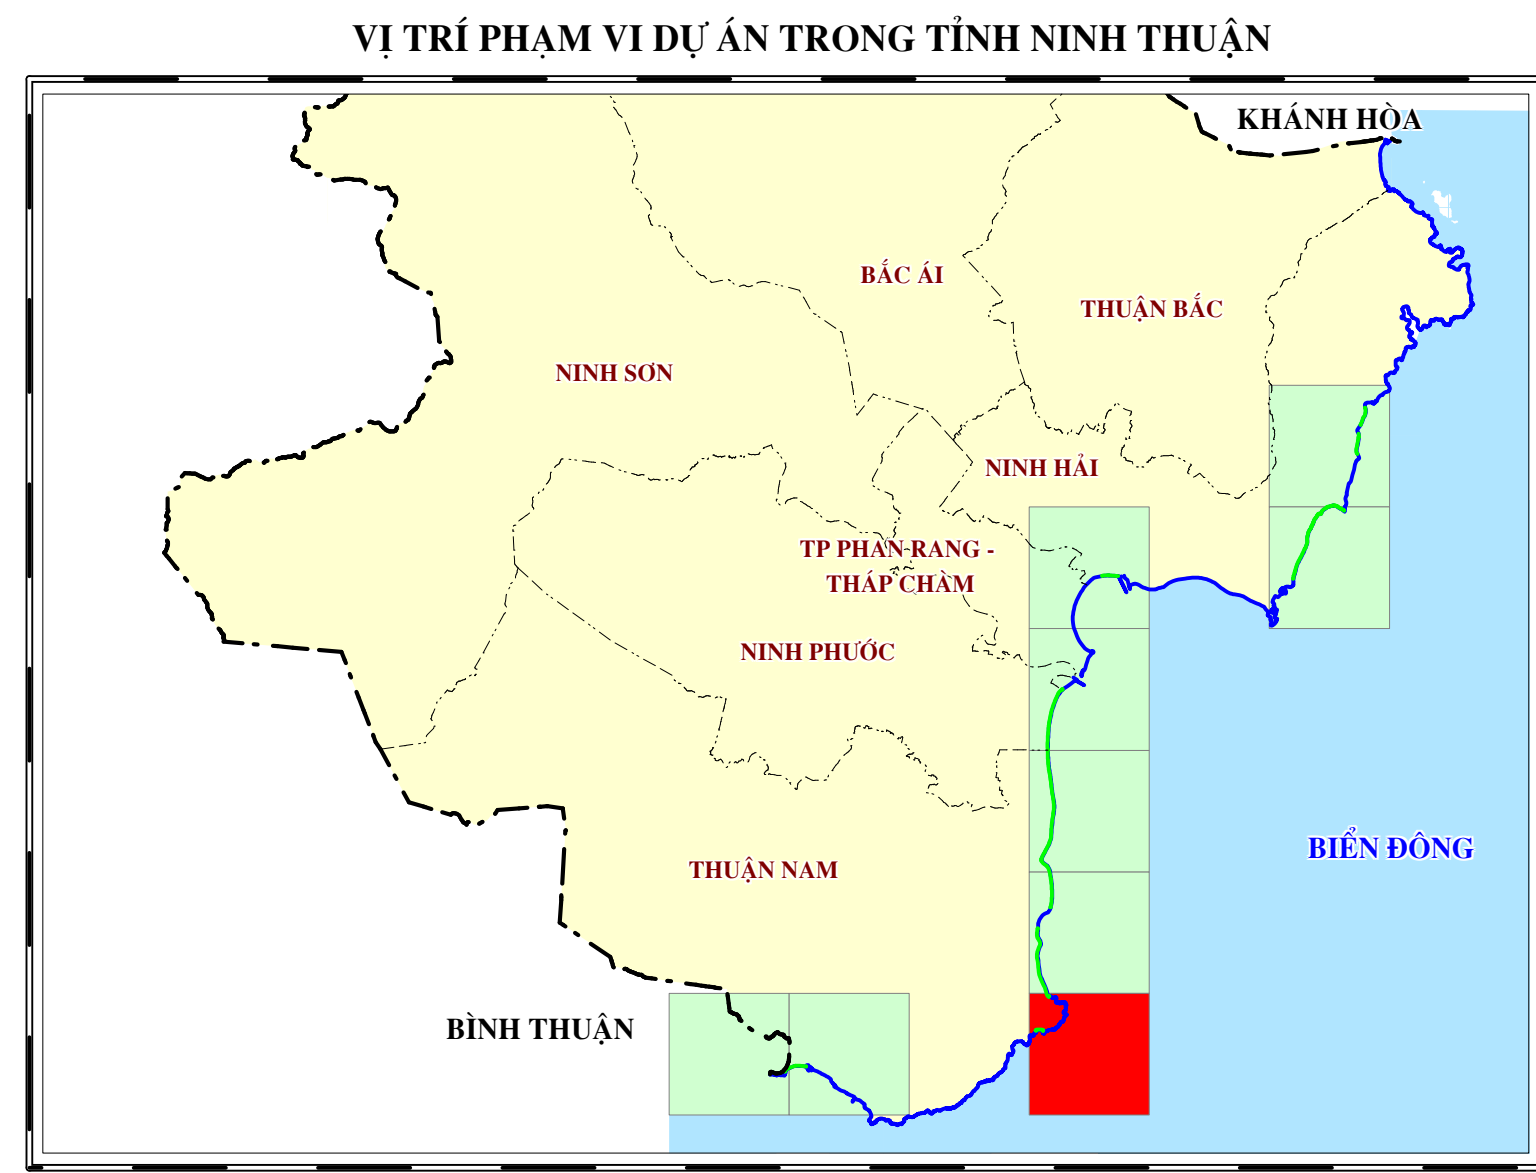 VỊ TRÍ PHẠM VI DỰ ÁN TRONG TỈNH NINH THUẬN
KHÁNH HÒA
BẮC ÁI
THUẬN BẮC
NINH SƠN
NINH HẢI
TP PHAN RANG -
THÁP CHÀM
NINH PHƯỚC
BIỂN ĐÔNG
THUẬN NAM
BÌNH THUẬN